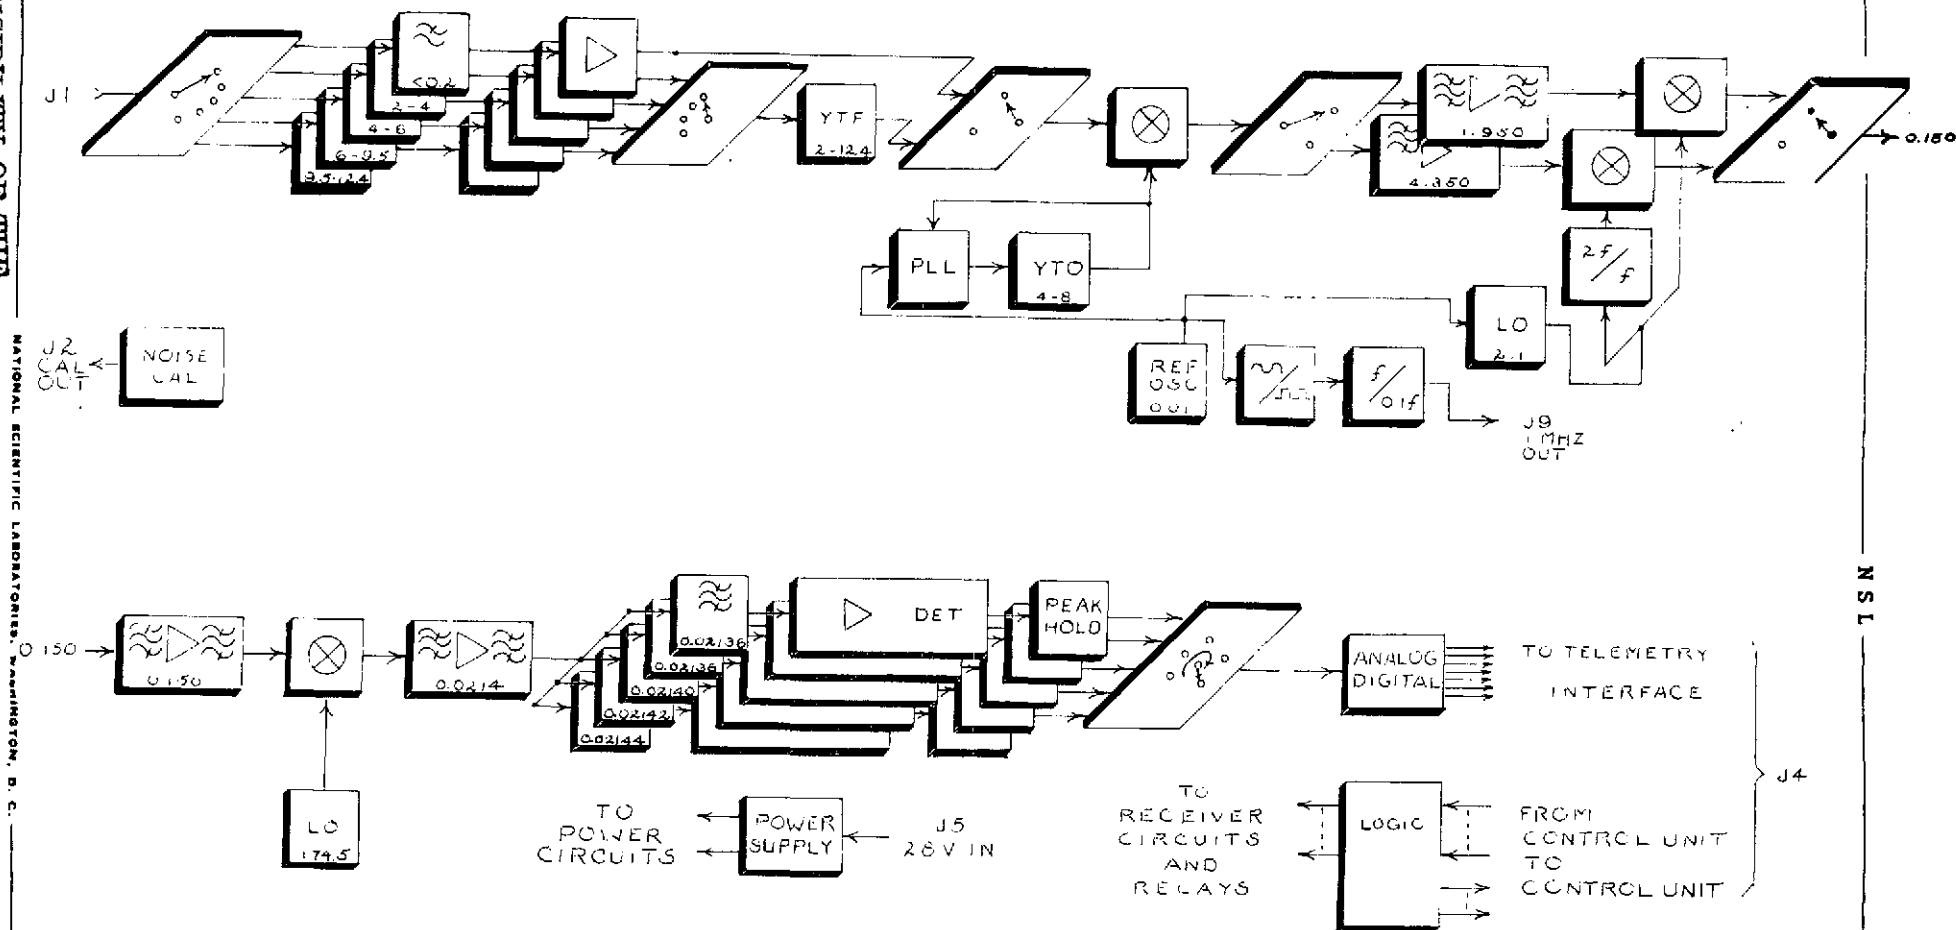 J1
<0.2
2-4
4-6
6-9.5
9.5-12.4
YTF
2-12.4
1.950
4.350
0.150
PLL
YTO
4-8
2f/f
LO
2.1
J2
CAL
OUT
NOISE
CAL
REF
OSC
0.01
f/0.1f
J9
1 MHZ
OUT
0.150
0.150
0.0214
0.02136
0.02140
0.02142
0.02144
DET
PEAK
HOLD
ANALOG
DIGITAL
TO TELEMETRY
INTERFACE
J4
LO
174.5
TO
POWER
CIRCUITS
POWER
SUPPLY
J5
28V IN
TO
RECEIVER
CIRCUITS
AND
RELAYS
LOGIC
FROM
CONTROL UNIT
TO
CONTROL UNIT
NATIONAL SCIENTIFIC LABORATORIES, WASHINGTON, D. C.
NSL